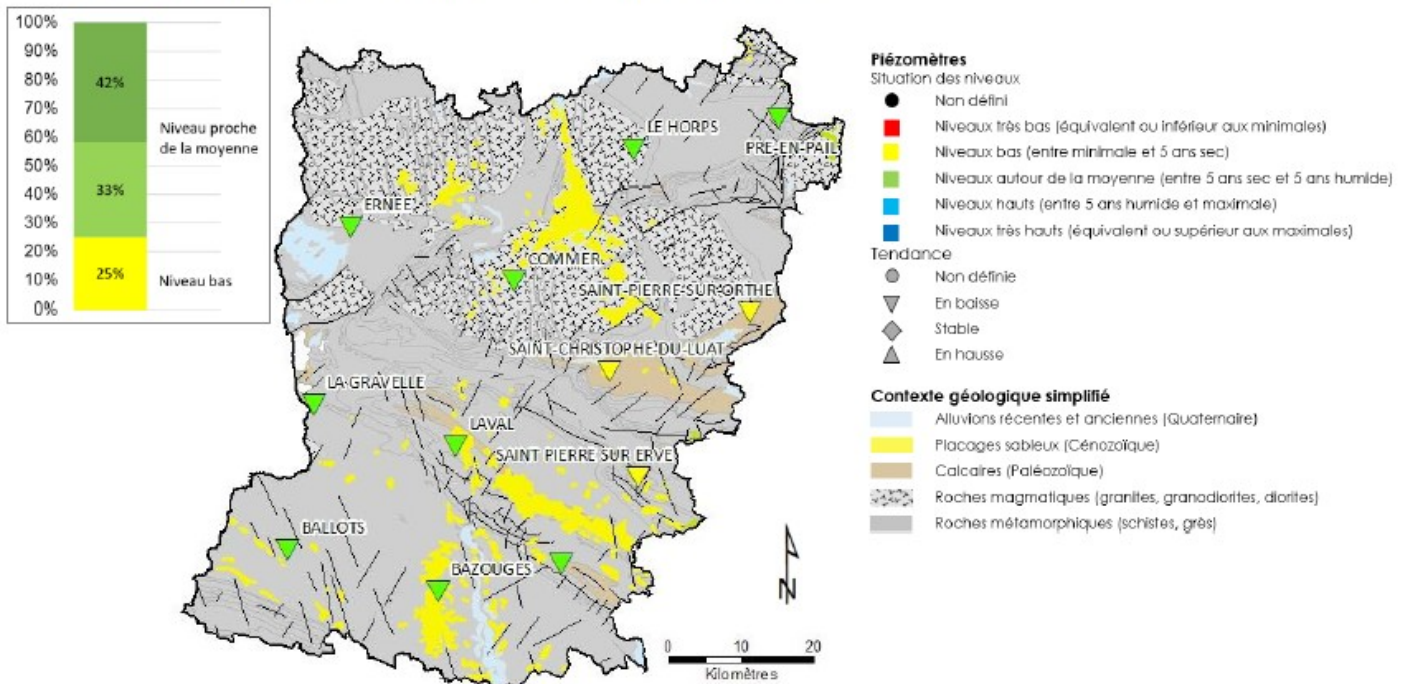 100%
90%
80%
70%
60%
50%
40%
30%
20%
10%
0%
42%
33%
25%
Niveau proche
de la moyenne
Niveau bas
LE HORPS
PRE-EN-PAIL
ERNEE
COMMER
SAINT-PIERRE-SUR-ORTHE
SAINT-CHRISTOPHE-DU-LUAT
LA GRAVELLE
LAVAL
SAINT PIERRE SUR ERVE
BALLOTS
BAZOUGES
N
0 10 20
Kilomètres
Piézomètres
Situation des niveaux
Non défini
Niveaux très bas (équivalent ou inférieur aux minimales)
Niveaux bas (entre minimale et 5 ans sec)
Niveaux autour de la moyenne (entre 5 ans sec et 5 ans humide)
Niveaux hauts (entre 5 ans humide et maximale)
Niveaux très hauts (équivalent ou supérieur aux maximales)
Tendance
Non définie
En baisse
Stable
En hausse
Contexte géologique simplifié
Alluvions récentes et anciennes (Quaternaire)
Placages sableux (Cénozoïque)
Calcaires (Paléozoïque)
Roches magmatiques (granites, granodiorites, diorites)
Roches métamorphiques (schistes, grès)